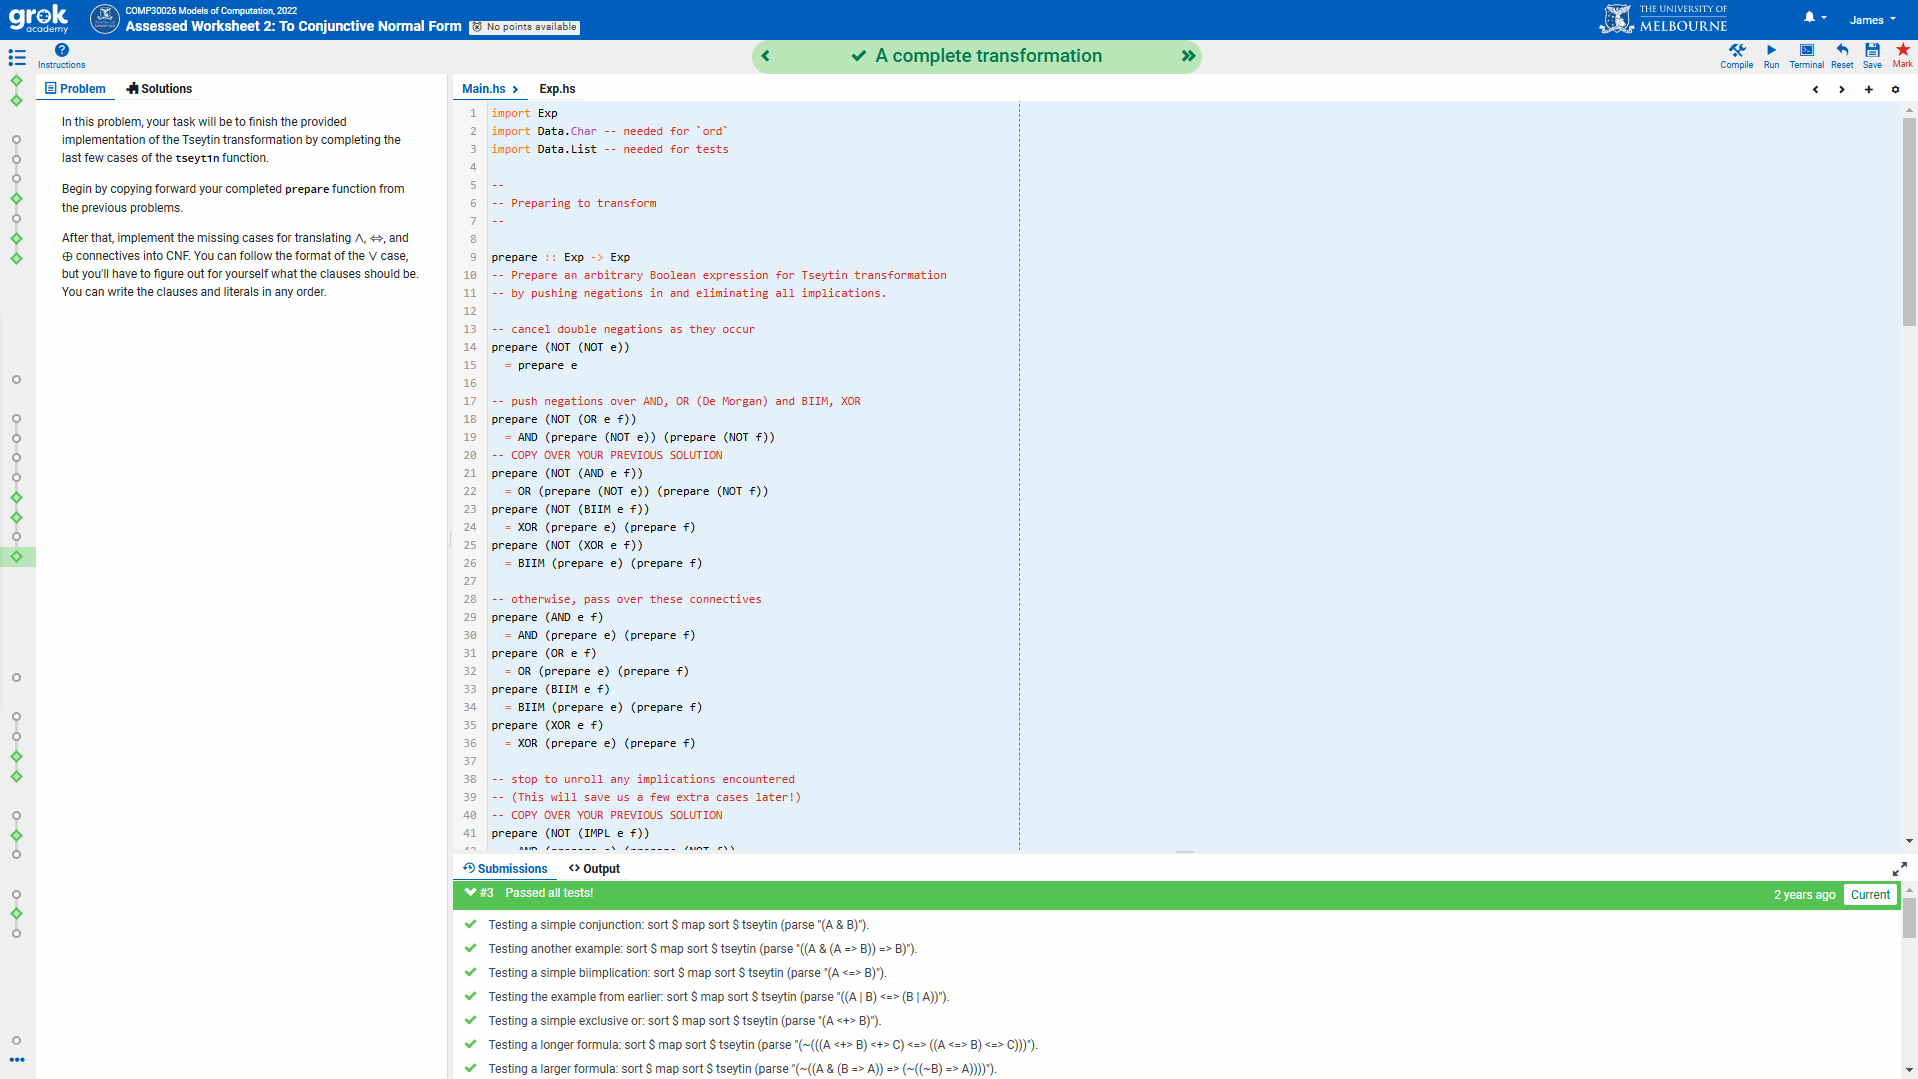 grok academy
COMP30026 Models of Computation, 2022
Assessed Worksheet 2: To Conjunctive Normal Form
No points available
THE UNIVERSITY OF MELBOURNE
James
Instructions
A complete transformation
Compile
Run
Terminal
Reset
Save
Mark
Problem
Solutions
In this problem, your task will be to finish the provided
implementation of the Tseytin transformation by completing the
last few cases of the tseytin function.
Begin by copying forward your completed prepare function from
the previous problems.
After that, implement the missing cases for translating ∧, ⇔, and
⊕ connectives into CNF. You can follow the format of the ∨ case,
but you'll have to figure out for yourself what the clauses should be.
You can write the clauses and literals in any order.
Main.hs
Exp.hs
1 import Exp
2 import Data.Char -- needed for `ord`
3 import Data.List -- needed for tests
4
5 --
6 -- Preparing to transform
7 --
8
9 prepare :: Exp -> Exp
10 -- Prepare an arbitrary Boolean expression for Tseytin transformation
11 -- by pushing negations in and eliminating all implications.
12
13 -- cancel double negations as they occur
14 prepare (NOT (NOT e))
15 = prepare e
16
17 -- push negations over AND, OR (De Morgan) and BIIM, XOR
18 prepare (NOT (OR e f))
19 = AND (prepare (NOT e)) (prepare (NOT f))
20 -- COPY OVER YOUR PREVIOUS SOLUTION
21 prepare (NOT (AND e f))
22 = OR (prepare (NOT e)) (prepare (NOT f))
23 prepare (NOT (BIIM e f))
24 = XOR (prepare e) (prepare f)
25 prepare (NOT (XOR e f))
26 = BIIM (prepare e) (prepare f)
27
28 -- otherwise, pass over these connectives
29 prepare (AND e f)
30 = AND (prepare e) (prepare f)
31 prepare (OR e f)
32 = OR (prepare e) (prepare f)
33 prepare (BIIM e f)
34 = BIIM (prepare e) (prepare f)
35 prepare (XOR e f)
36 = XOR (prepare e) (prepare f)
37
38 -- stop to unroll any implications encountered
39 -- (This will save us a few extra cases later!)
40 -- COPY OVER YOUR PREVIOUS SOLUTION
41 prepare (NOT (IMPL e f))
Submissions
Output
#3 Passed all tests!
2 years ago
Current
Testing a simple conjunction: sort $ map sort $ tseytin (parse "(A & B)").
Testing another example: sort $ map sort $ tseytin (parse "((A & (A => B)) => B)").
Testing a simple biimplication: sort $ map sort $ tseytin (parse "(A <=> B)").
Testing the example from earlier: sort $ map sort $ tseytin (parse "((A | B) <=> (B | A))").
Testing a simple exclusive or: sort $ map sort $ tseytin (parse "(A <+> B)").
Testing a longer formula: sort $ map sort $ tseytin (parse "(~(((A <+> B) <+> C) <=> ((A <=> B) <=> C)))").
Testing a larger formula: sort $ map sort $ tseytin (parse "(~((A & (B => A)) => (~((~B) => A))))").